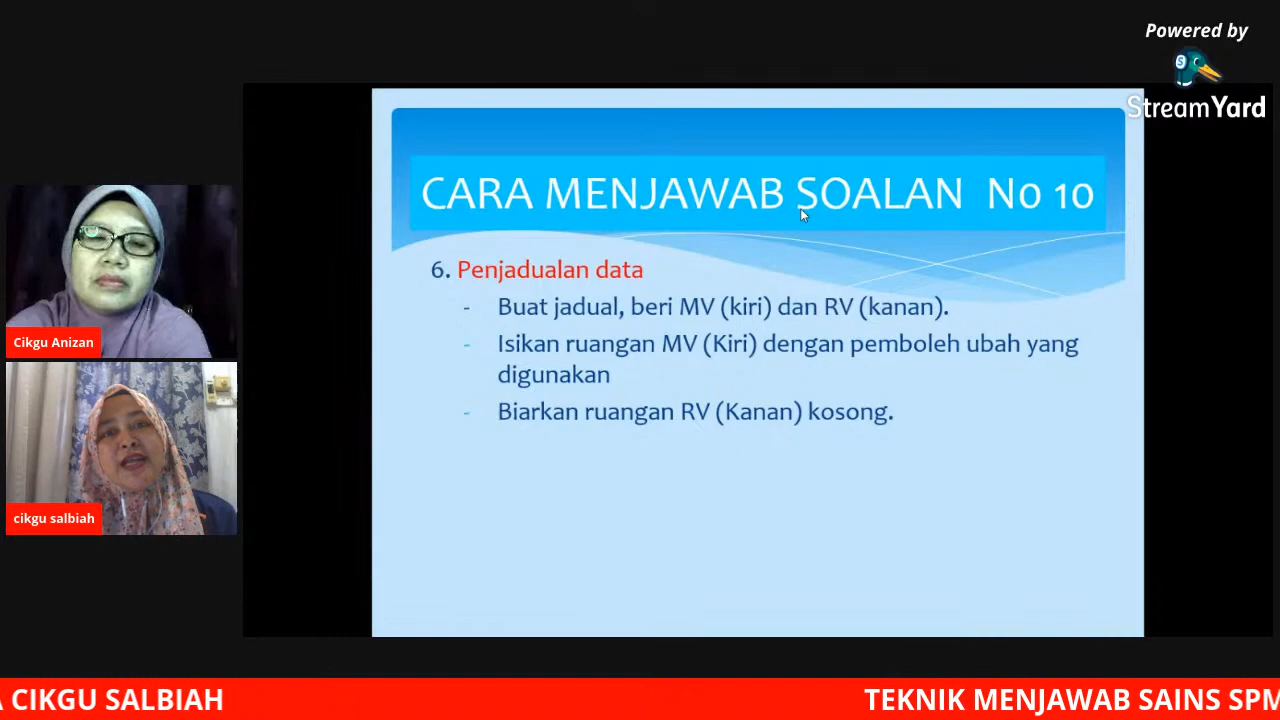 Powered by
StreamYard
CARA MENJAWAB SOALAN No 10
6. Penjadualan data
- Buat jadual, beri MV (kiri) dan RV (kanan).
- Isikan ruangan MV (Kiri) dengan pemboleh ubah yang
digunakan
- Biarkan ruangan RV (Kanan) kosong.
Cikgu Anizan
cikgu salbiah
A CIKGU SALBIAH
TEKNIK MENJAWAB SAINS SPM